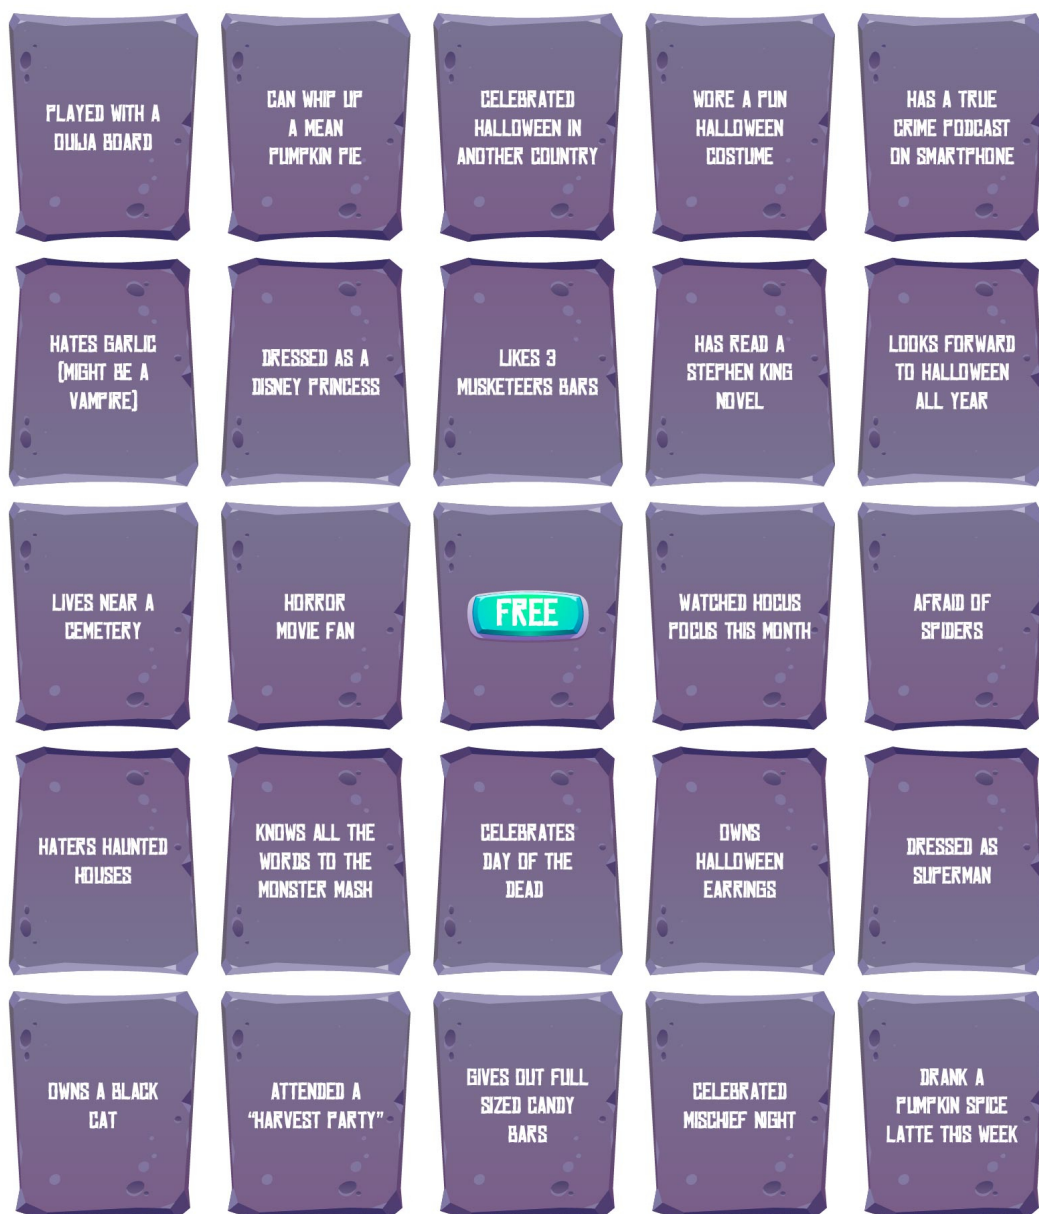 PLAYED WITH A
OUIJA BOARD
CAN WHIP UP
A MEAN
PUMPKIN PIE
CELEBRATED
HALLOWEEN IN
ANOTHER COUNTRY
WORE A PUN
HALLOWEEN
COSTUME
HAS A TRUE
CRIME PODCAST
ON SMARTPHONE
HATES GARLIC
(MIGHT BE A
VAMPIRE)
DRESSED AS A
DISNEY PRINCESS
LIKES 3
MUSKETEERS BARS
HAS READ A
STEPHEN KING
NOVEL
LOOKS FORWARD
TO HALLOWEEN
ALL YEAR
LIVES NEAR A
CEMETERY
HORROR
MOVIE FAN
FREE
WATCHED HOCUS
POCUS THIS MONTH
AFRAID OF
SPIDERS
HATERS HAUNTED
HOUSES
KNOWS ALL THE
WORDS TO THE
MONSTER MASH
CELEBRATES
DAY OF THE
DEAD
OWNS
HALLOWEEN
EARRINGS
DRESSED AS
SUPERMAN
OWNS A BLACK
CAT
ATTENDED A
“HARVEST PARTY”
GIVES OUT FULL
SIZED CANDY
BARS
CELEBRATED
MISCHIEF NIGHT
DRANK A
PUMPKIN SPICE
LATTE THIS WEEK